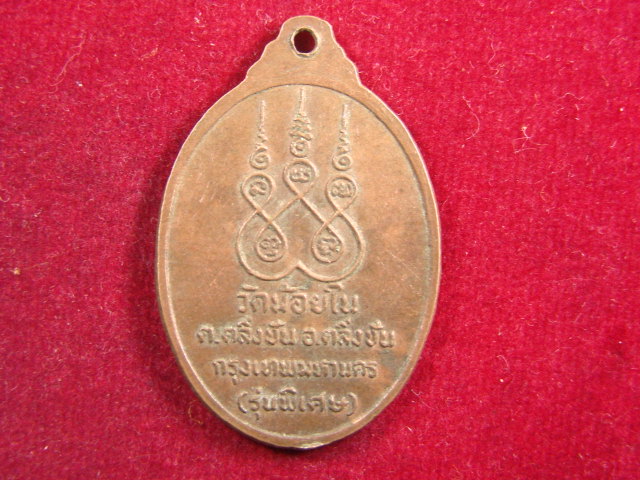 วัดน้อยใน
ต.ตลิ่งชัน อ.ตลิ่งชัน
กรุงเทพมหานคร
(รุ่นพิเศษ)